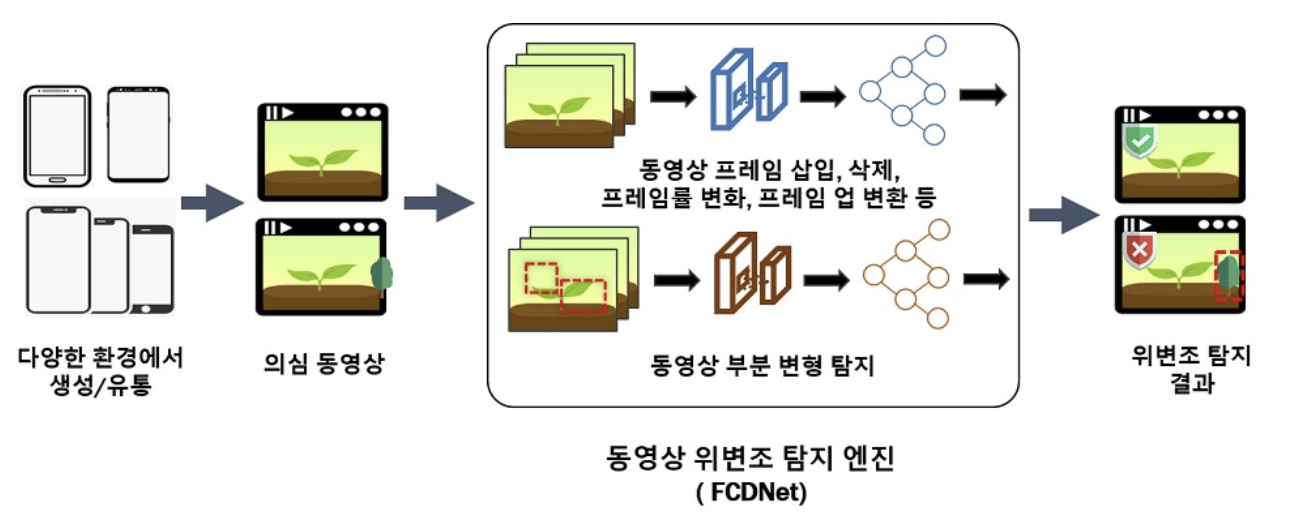 다양한 환경에서
생성/유통
의심 동영상
동영상 프레임 삽입, 삭제,
프레임률 변화, 프레임 업 변환 등
동영상 부분 변형 탐지
동영상 위변조 탐지 엔진
( FCDNet)
위변조 탐지
결과